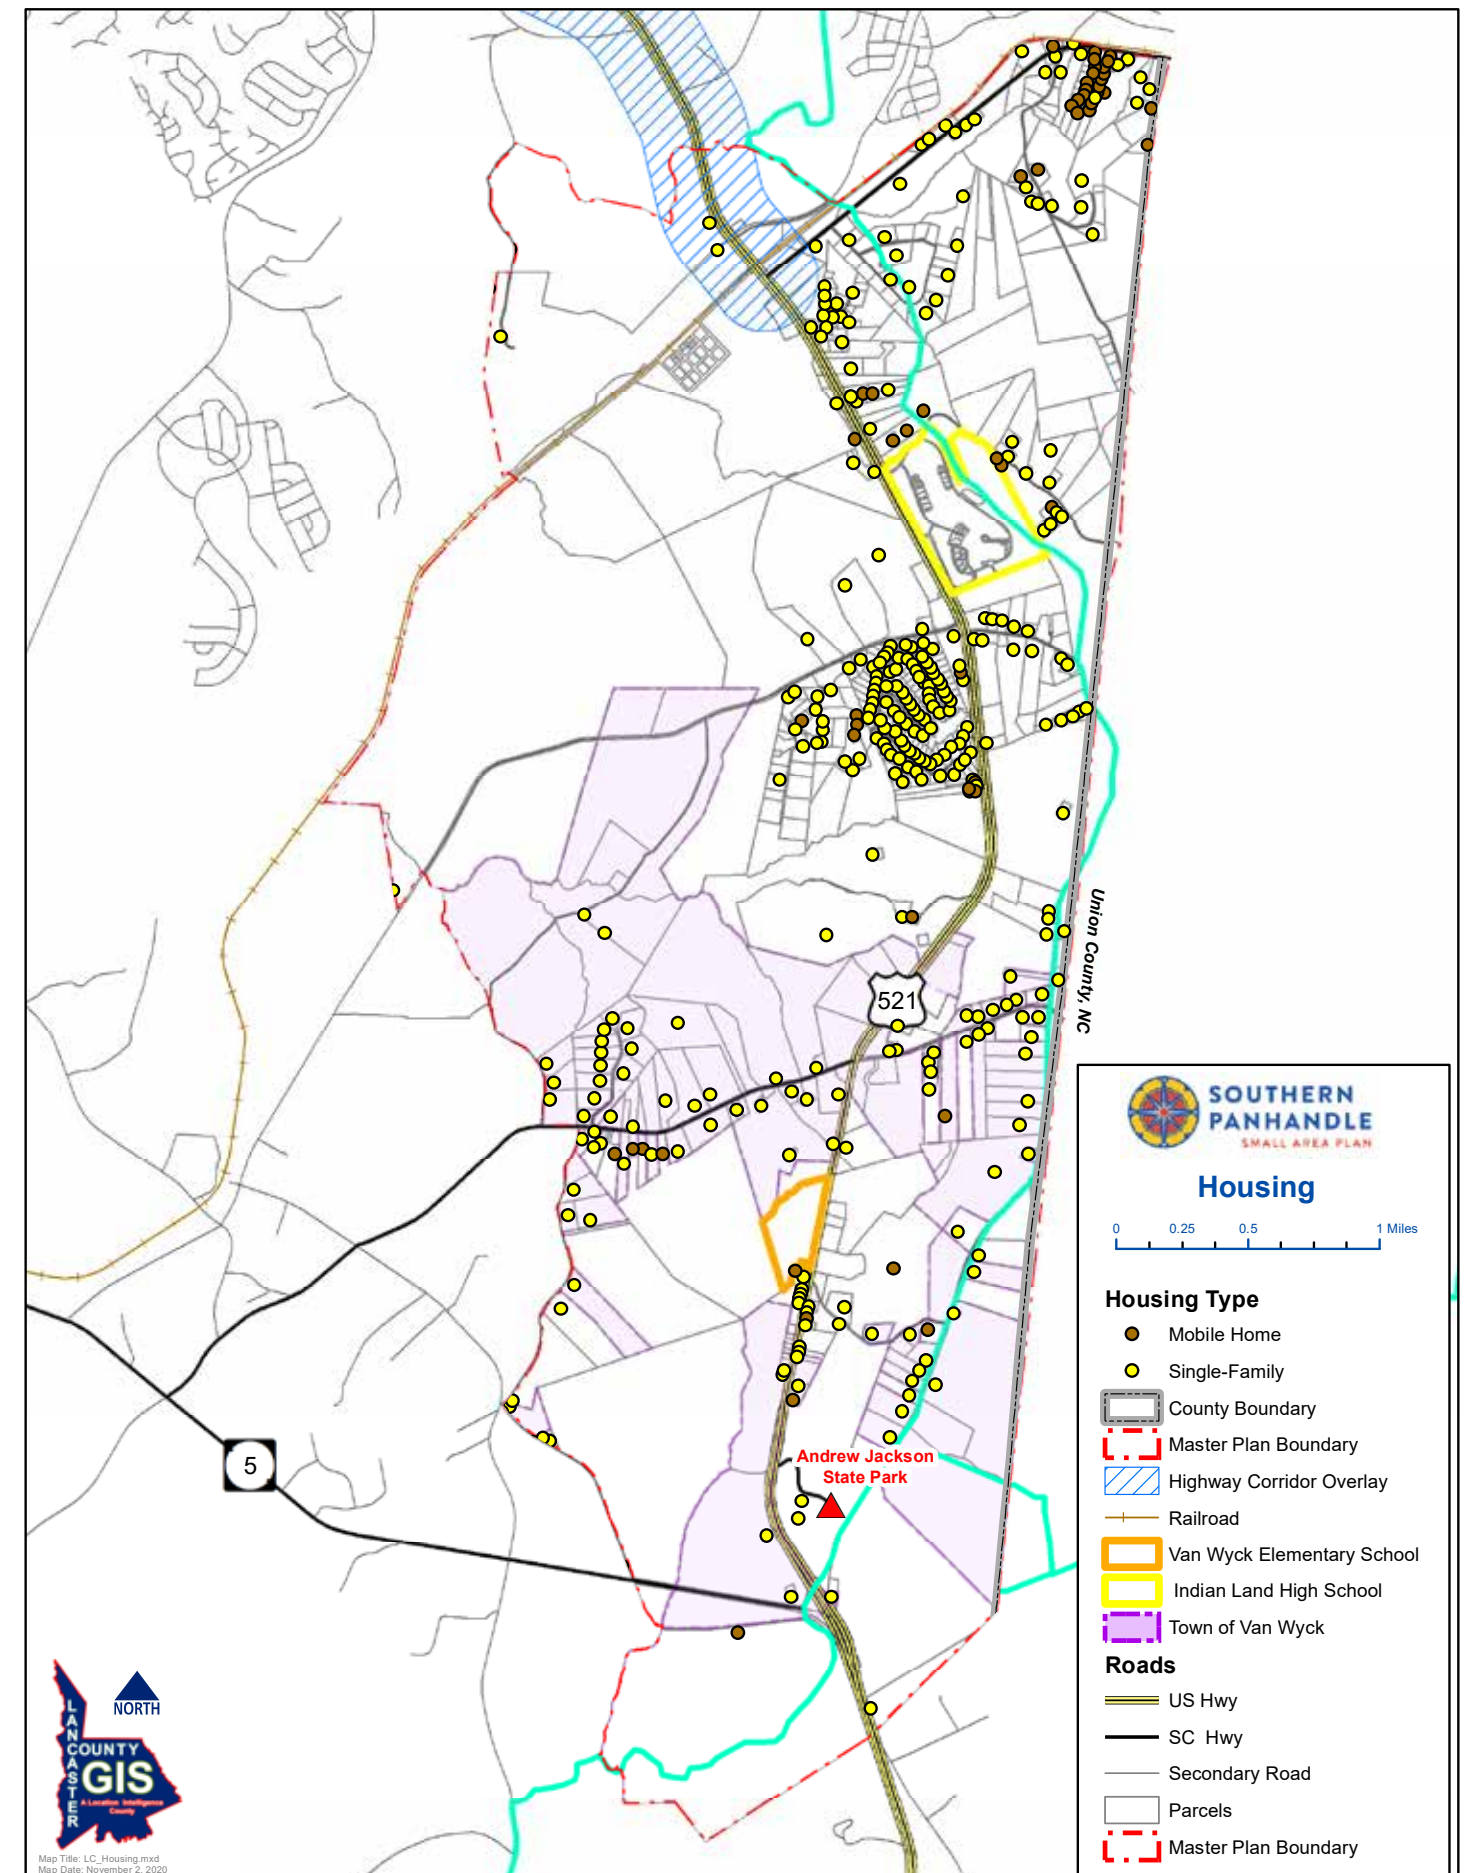 521
Union County, NC
5
Andrew Jackson
State Park
SOUTHERN
PANHANDLE
SMALL AREA PLAN
Housing
0 0.25 0.5 1 Miles
Housing Type
Mobile Home
Single-Family
County Boundary
Master Plan Boundary
Highway Corridor Overlay
Railroad
Van Wyck Elementary School
Indian Land High School
Town of Van Wyck
Roads
US Hwy
SC Hwy
Secondary Road
Parcels
Master Plan Boundary
NORTH
LANCASTER
COUNTY
GIS
A Location Intelligence
County
Map Title: LC_Housing.mxd
Map Date: November 2, 2020